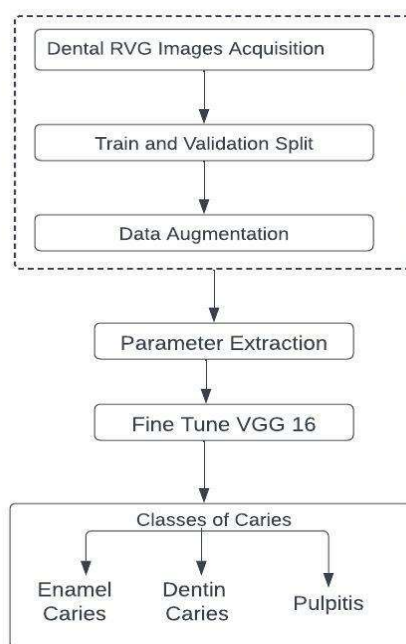 Dental RVG Images Acquisition
Train and Validation Split
Data Augmentation
Parameter Extraction
Fine Tune VGG 16
Classes of Caries
Enamel
Caries
Dentin
Caries
Pulpitis